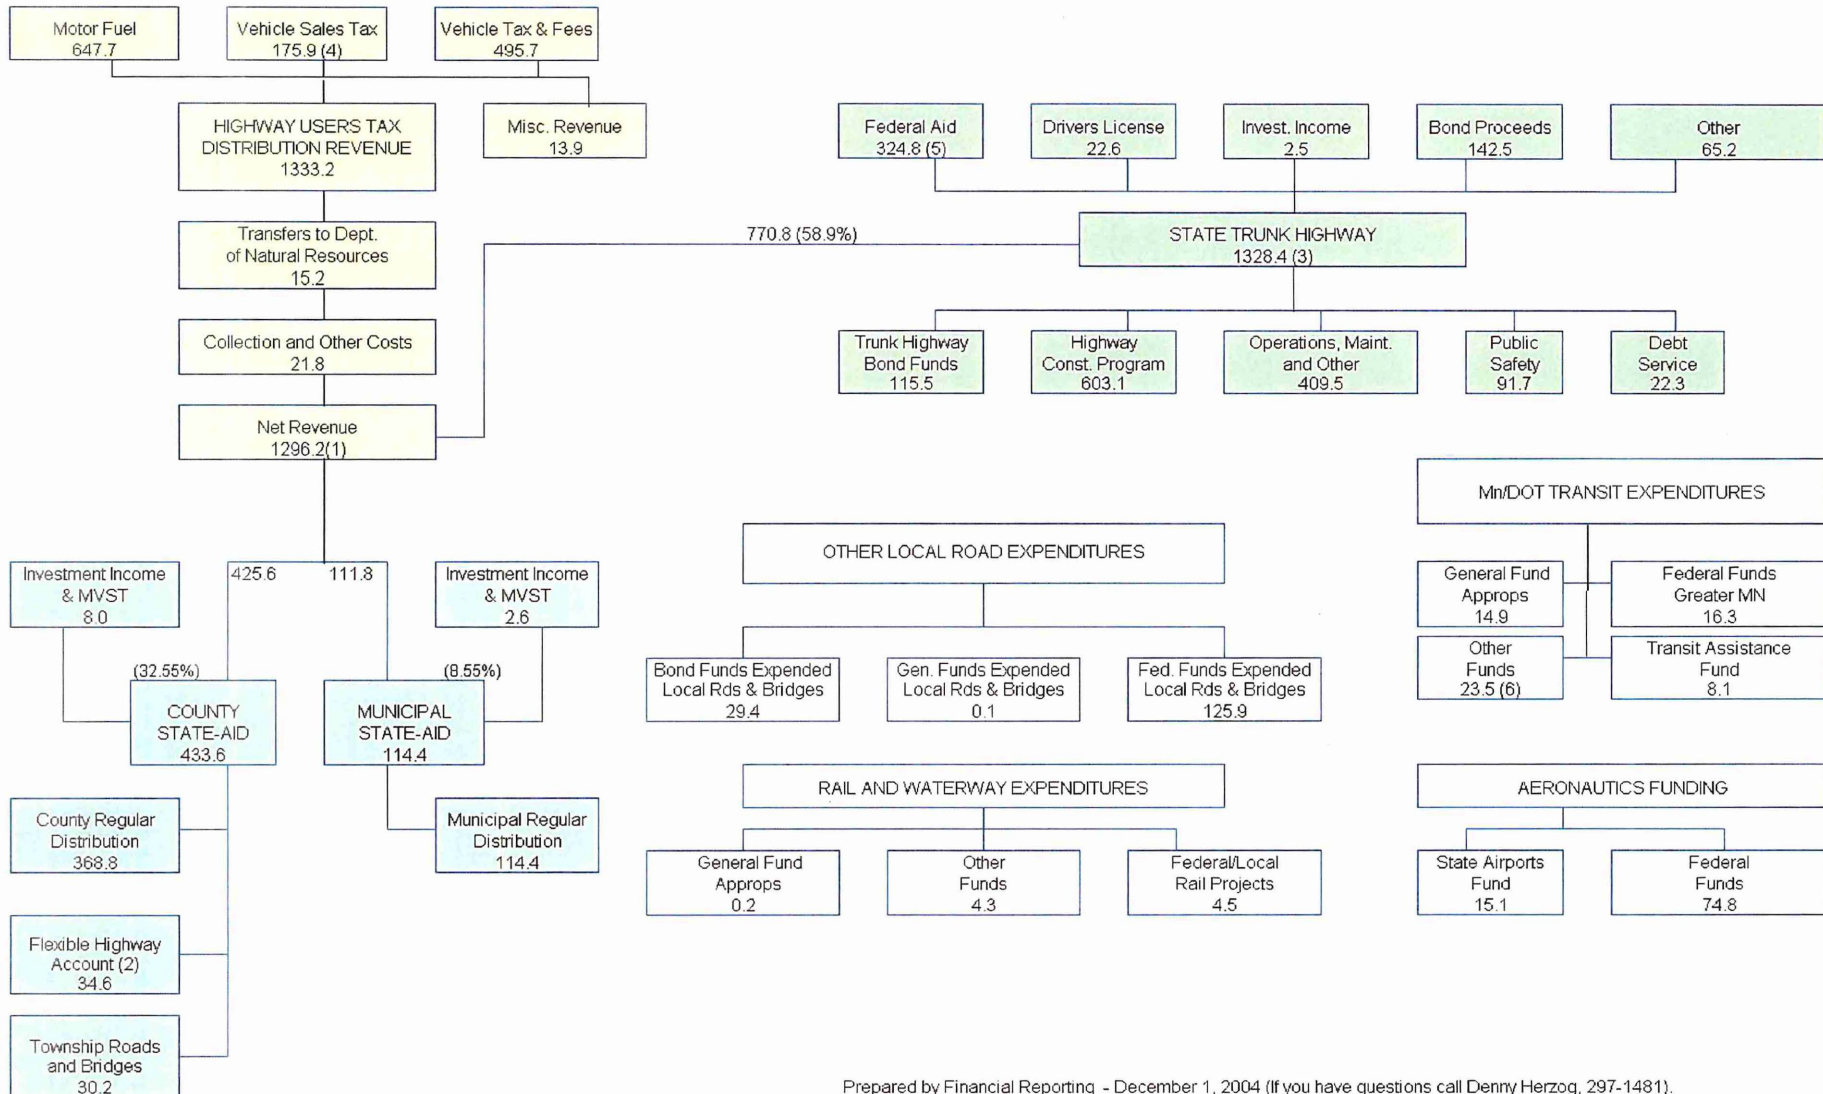 Motor Fuel
647.7
Vehicle Sales Tax
175.9 (4)
Vehicle Tax & Fees
495.7
HIGHWAY USERS TAX
DISTRIBUTION REVENUE
1333.2
Misc. Revenue
13.9
Transfers to Dept.
of Natural Resources
15.2
Collection and Other Costs
21.8
Net Revenue
1296.2(1)
770.8 (58.9%)
Federal Aid
324.8 (5)
Drivers License
22.6
Invest. Income
2.5
Bond Proceeds
142.5
Other
65.2
STATE TRUNK HIGHWAY
1328.4 (3)
Trunk Highway
Bond Funds
115.5
Highway
Const. Program
603.1
Operations, Maint.
and Other
409.5
Public
Safety
91.7
Debt
Service
22.3
Investment Income
& MVST
8.0
425.6
111.8
Investment Income
& MVST
2.6
(32.55%)
(8.55%)
COUNTY
STATE-AID
433.6
MUNICIPAL
STATE-AID
114.4
County Regular
Distribution
368.8
Municipal Regular
Distribution
114.4
Flexible Highway
Account (2)
34.6
Township Roads
and Bridges
30.2
OTHER LOCAL ROAD EXPENDITURES
Bond Funds Expended
Local Rds & Bridges
29.4
Gen. Funds Expended
Local Rds & Bridges
0.1
Fed. Funds Expended
Local Rds & Bridges
125.9
Mn/DOT TRANSIT EXPENDITURES
General Fund
Approps
14.9
Federal Funds
Greater MN
16.3
Other
Funds
23.5 (6)
Transit Assistance
Fund
8.1
RAIL AND WATERWAY EXPENDITURES
General Fund
Approps
0.2
Other
Funds
4.3
Federal/Local
Rail Projects
4.5
AERONAUTICS FUNDING
State Airports
Fund
15.1
Federal
Funds
74.8
Prepared by Financial Reporting - December 1, 2004 (If you have questions call Denny Herzog, 297-1481).